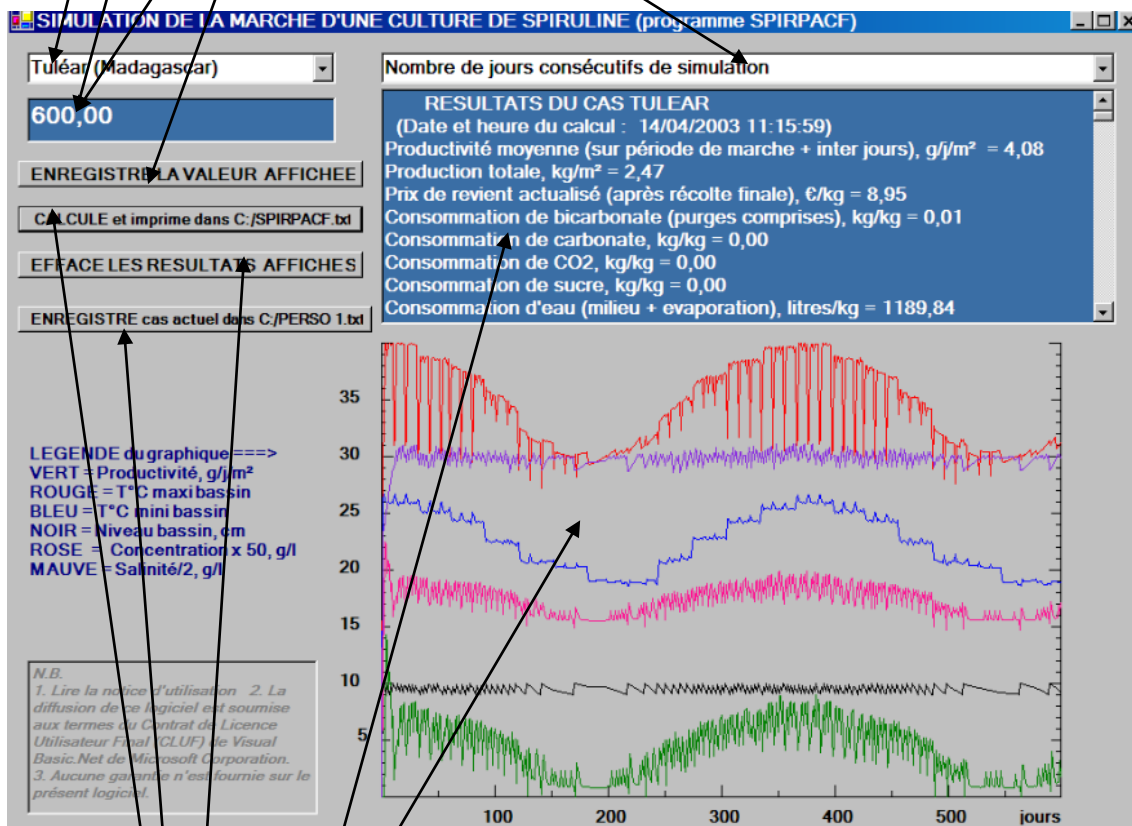 SIMULATION DE LA MARCHE D'UNE CULTURE DE SPIRULINE (programme SPIRPACF)
Tuléar (Madagascar)
Nombre de jours consécutifs de simulation
600,00
ENREGISTRE LA VALEUR AFFICHEE
CALCULE et imprime dans C:/SPIRPACF.txt
EFFACE LES RESULTATS AFFICHES
ENREGISTRE cas actuel dans C:/PERSO 1.txt
RESULTATS DU CAS TULEAR
(Date et heure du calcul : 14/04/2003 11:15:59)
Productivité moyenne (sur période de marche + inter jours), g/j/m² = 4,08
Production totale, kg/m² = 2,47
Prix de revient actualisé (après récolte finale), €/kg = 8,95
Consommation de bicarbonate (purges comprises), kg/kg = 0,01
Consommation de carbonate, kg/kg = 0,00
Consommation de CO2, kg/kg = 0,00
Consommation de sucre, kg/kg = 0,00
Consommation d'eau (milieu + evaporation), litres/kg = 1189,84
LEGENDE du graphique ===>
VERT = Productivité, g/j/m²
ROUGE = T°C maxi bassin
BLEU = T°C mini bassin
NOIR = Niveau bassin, cm
ROSE = Concentration x 50, g/l
MAUVE = Salinité/2, g/l
N.B.
1. Lire la notice d'utilisation 2. La
diffusion de ce logiciel est soumise
aux termes du Contrat de Licence
Utilisateur Final (CLUF) de Visual
Basic.Net de Microsoft Corporation.
3. Aucune garantie n'est fournie sur le
présent logiciel.
35
30
25
20
15
10
5
100 200 300 400 500 jours